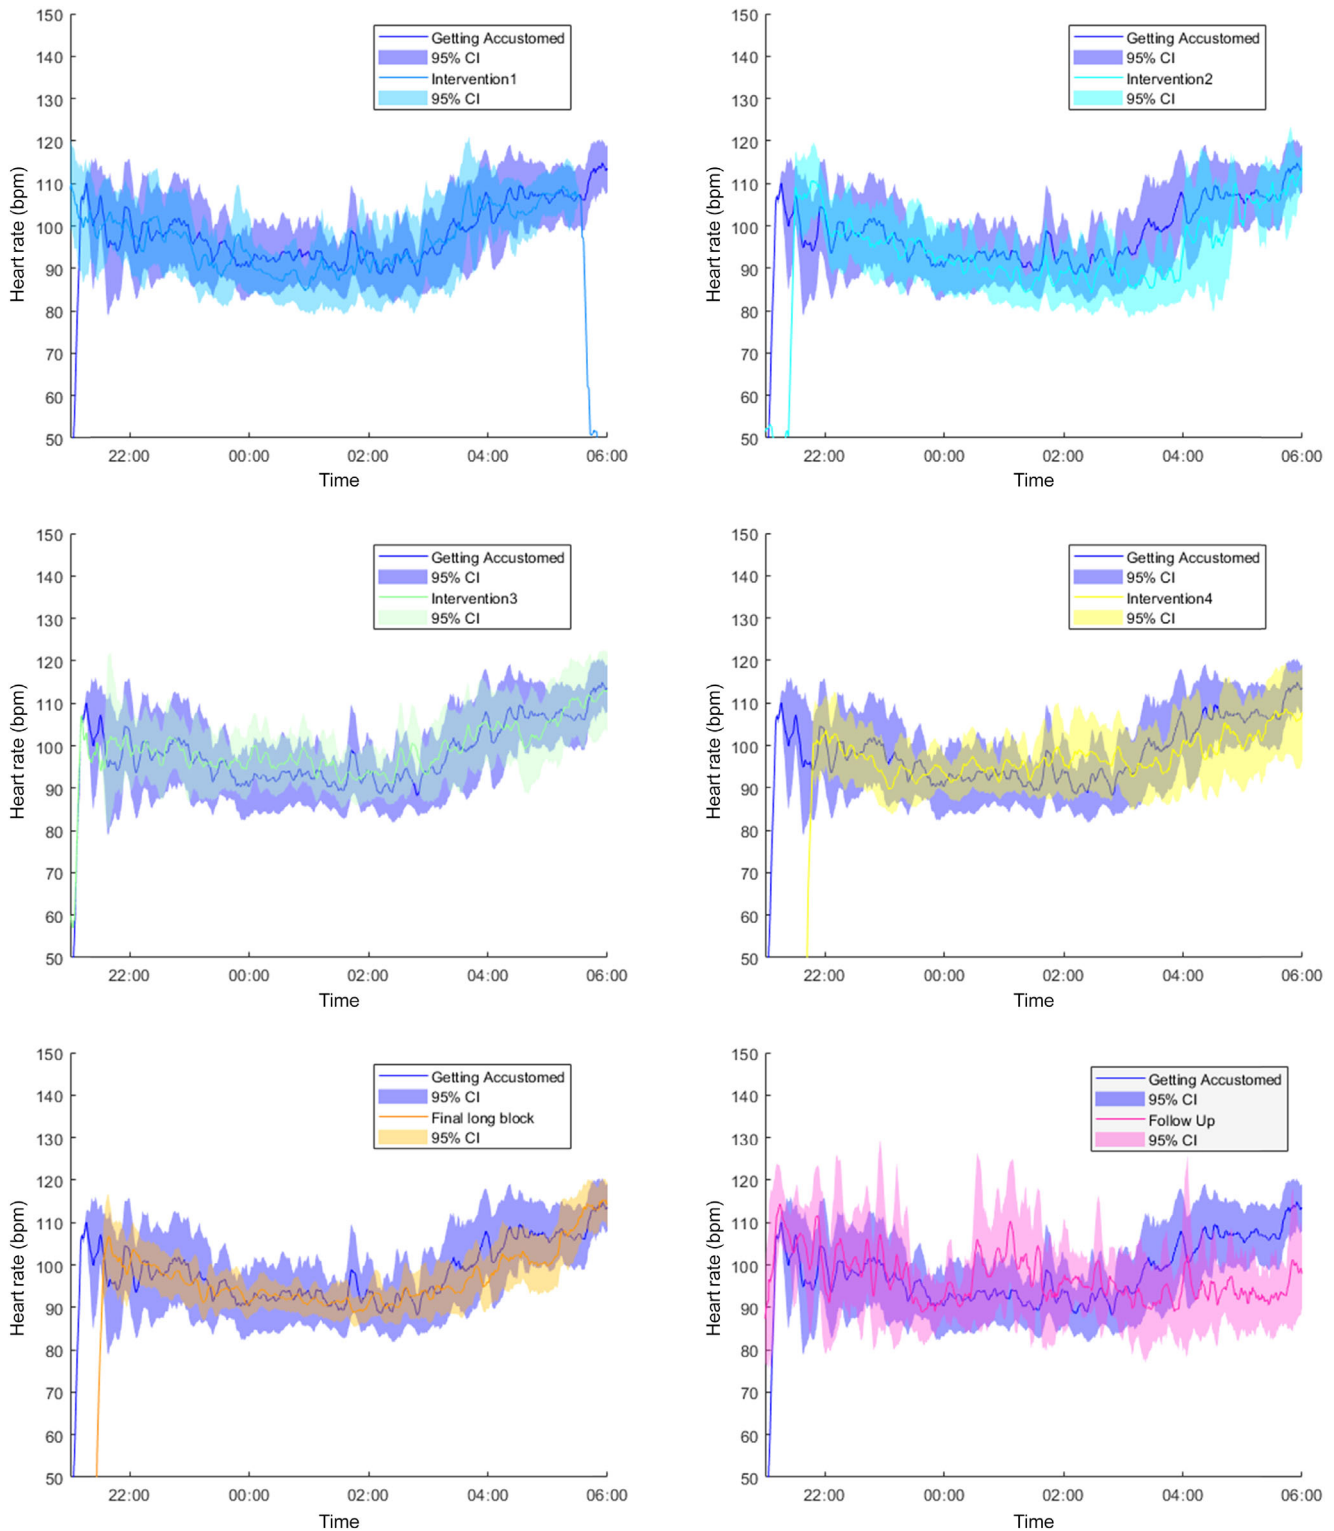 150
140
130
120
110
100
90
80
70
60
50
Heart rate (bpm)
22:00 00:00 02:00 04:00 06:00
Time
Getting Accustomed
95% CI
Intervention1
95% CI
150
140
130
120
110
100
90
80
70
60
50
Heart rate (bpm)
22:00 00:00 02:00 04:00 06:00
Time
Getting Accustomed
95% CI
Intervention2
95% CI
150
140
130
120
110
100
90
80
70
60
50
Heart rate (bpm)
22:00 00:00 02:00 04:00 06:00
Time
Getting Accustomed
95% CI
Intervention3
95% CI
150
140
130
120
110
100
90
80
70
60
50
Heart rate (bpm)
22:00 00:00 02:00 04:00 06:00
Time
Getting Accustomed
95% CI
Intervention4
95% CI
150
140
130
120
110
100
90
80
70
60
50
Heart rate (bpm)
22:00 00:00 02:00 04:00 06:00
Time
Getting Accustomed
95% CI
Final long block
95% CI
150
140
130
120
110
100
90
80
70
60
50
Heart rate (bpm)
22:00 00:00 02:00 04:00 06:00
Time
Getting Accustomed
95% CI
Follow Up
95% CI